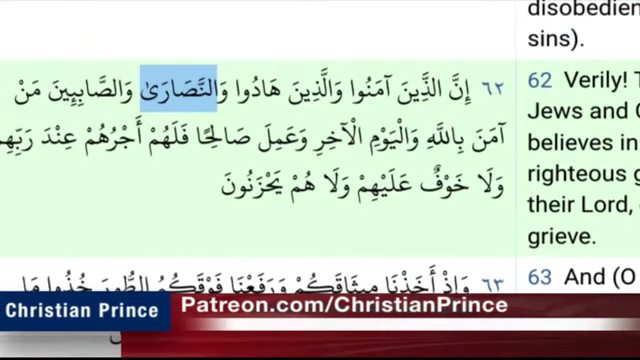 disobedien
sins).
٦٢ إِنَّ الَّذِينَ آمَنُوا وَالَّذِينَ هَادُوا وَالنَّصَارَىٰ وَالصَّابِئِينَ مَنْ
آمَنَ بِاللَّهِ وَالْيَوْمِ الْآخِرِ وَعَمِلَ صَالِحًا فَلَهُمْ أَجْرُهُمْ عِنْدَ رَبِّهِمْ
وَلَا خَوْفٌ عَلَيْهِمْ وَلَا هُمْ يَحْزَنُونَ
62 Verily! T
Jews and C
believes in
righteous g
their Lord,
grieve.
٦٣ وَإِذْ أَخَذْنَا مِيثَاقَكُمْ وَرَفَعْنَا فَوْقَكُمُ الطُّورَ خُذُوا مَا
63 And (O
Christian Prince
Patreon.com/ChristianPrince